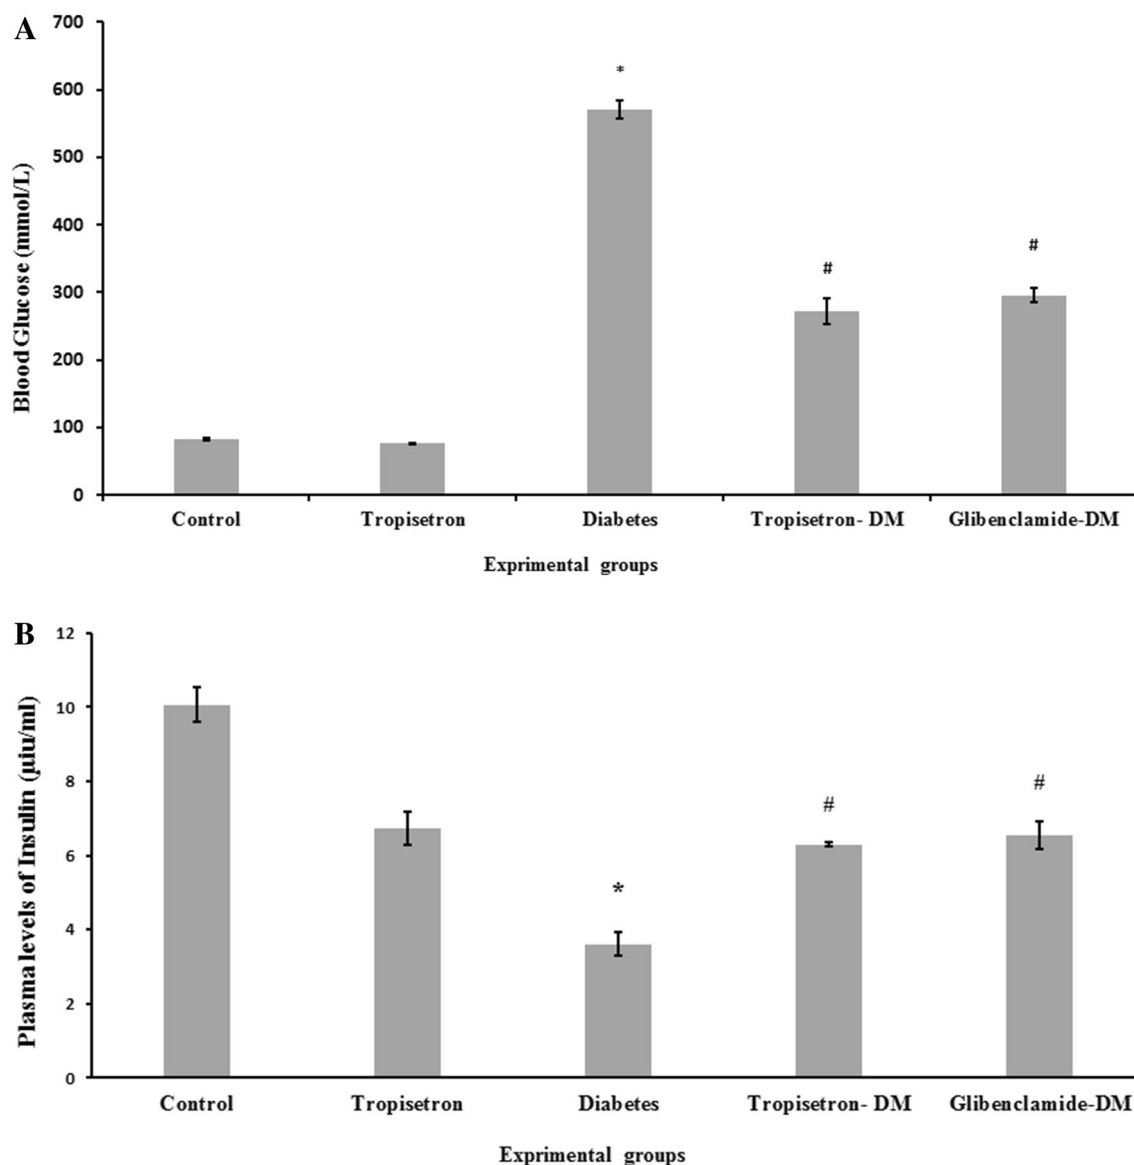 A
Blood Glucose (mmol/L)
700
600
500
400
300
200
100
0
*
#
#
Control Tropisetron Diabetes Tropisetron- DM Glibenclamide-DM
Exprimental groups
B
Plasma levels of Insulin (µiu/ml)
12
10
8
6
4
2
0
*
#
#
Control Tropisetron Diabetes Tropisetron- DM Glibenclamide-DM
Exprimental groups